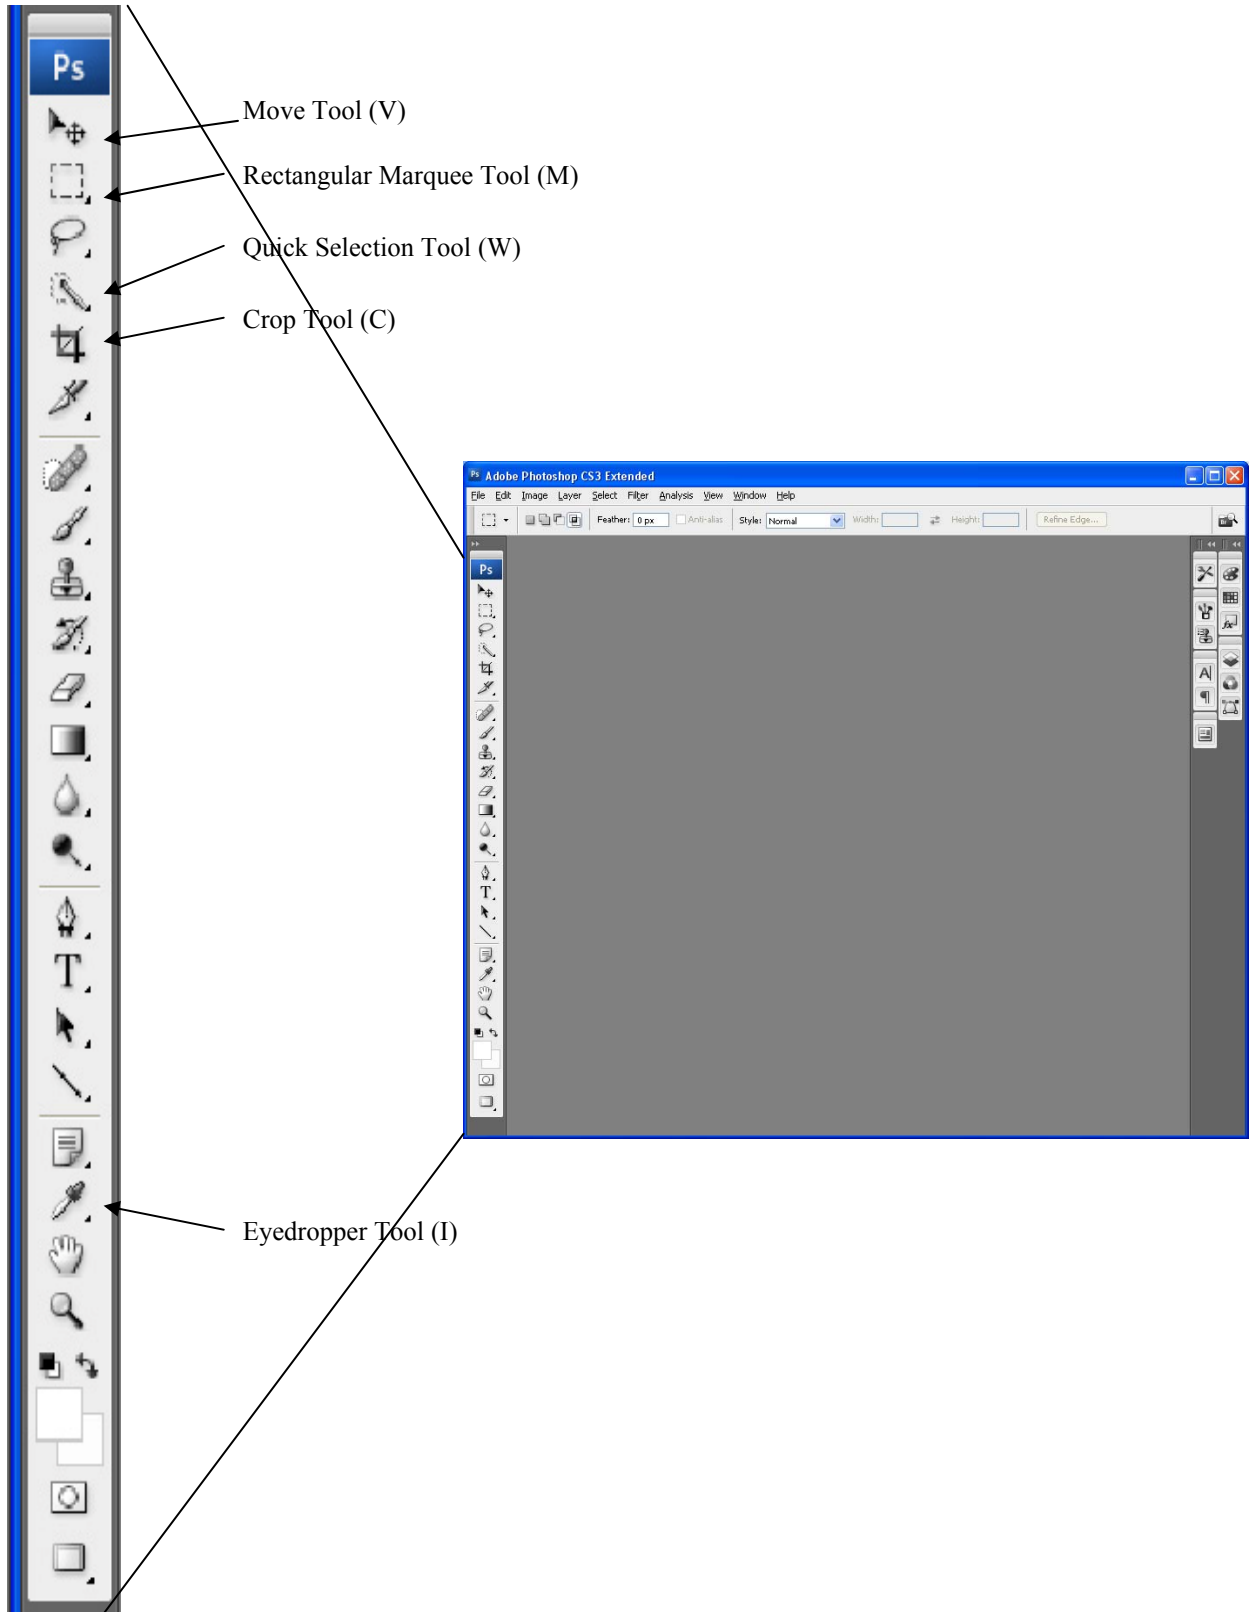 Ps
Move Tool (V)
Rectangular Marquee Tool (M)
Quick Selection Tool (W)
Crop Tool (C)
T
Eyedropper Tool (I)
Ps Adobe Photoshop CS3 Extended
File Edit Image Layer Select Filter Analysis View Window Help
Feather: 0 px Anti-alias Style: Normal Width: Height: Refine Edge...
Ps
T
fx
A
¶